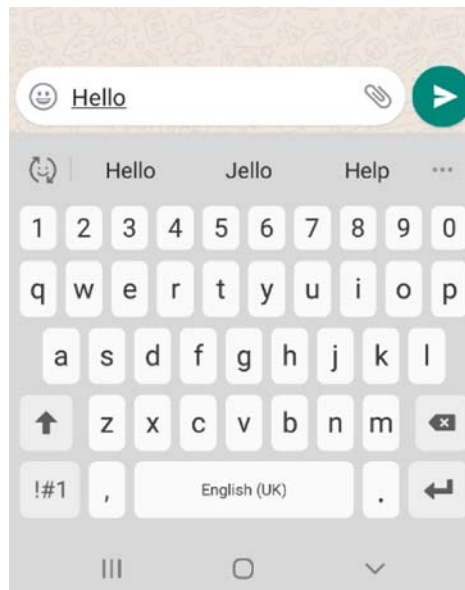 Hello
Hello Jello Help
1 2 3 4 5 6 7 8 9 0
q w e r t y u i o p
a s d f g h j k l
z x c v b n m
!#1 , English (UK) .